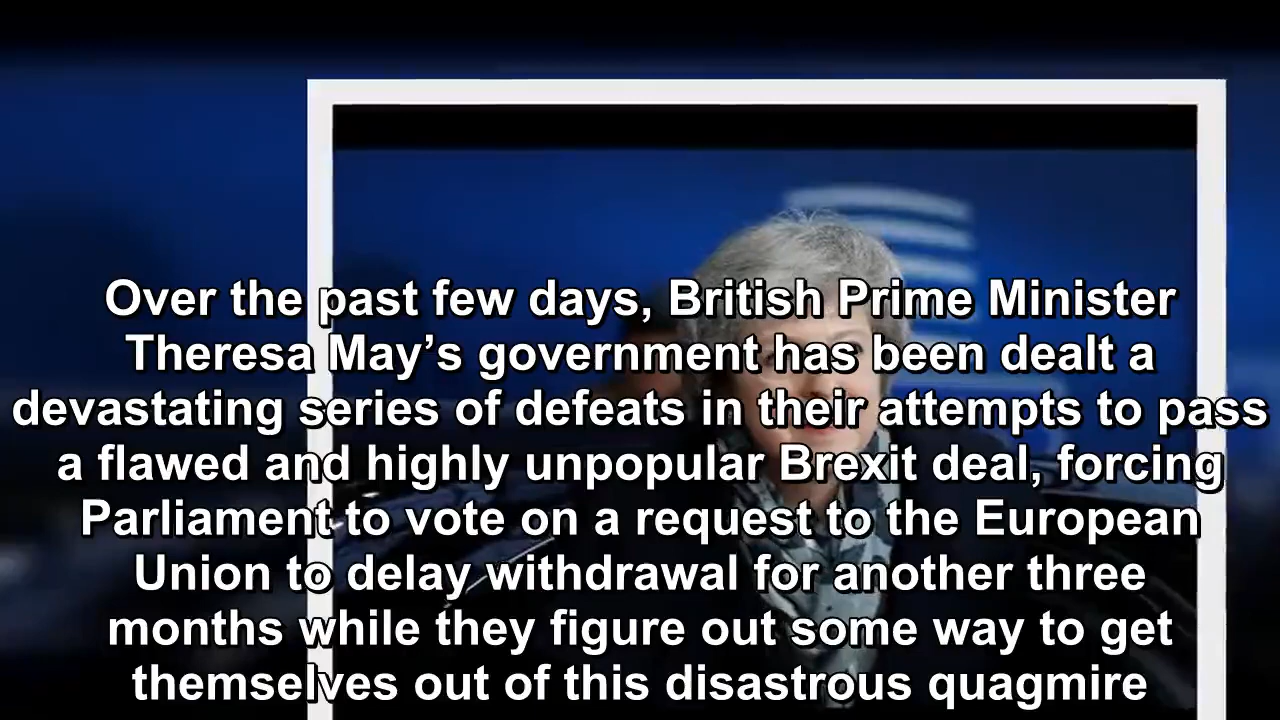 Over the past few days, British Prime Minister
Theresa May’s government has been dealt a
devastating series of defeats in their attempts to pass
a flawed and highly unpopular Brexit deal, forcing
Parliament to vote on a request to the European
Union to delay withdrawal for another three
months while they figure out some way to get
themselves out of this disastrous quagmire